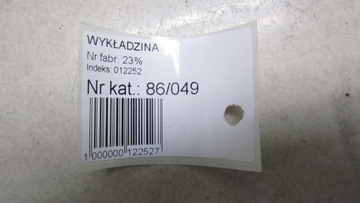 WYKŁADZINA
Nr fabr. 23%
Indeks: 012252
Nr kat.: 86/049
1 000000 122527